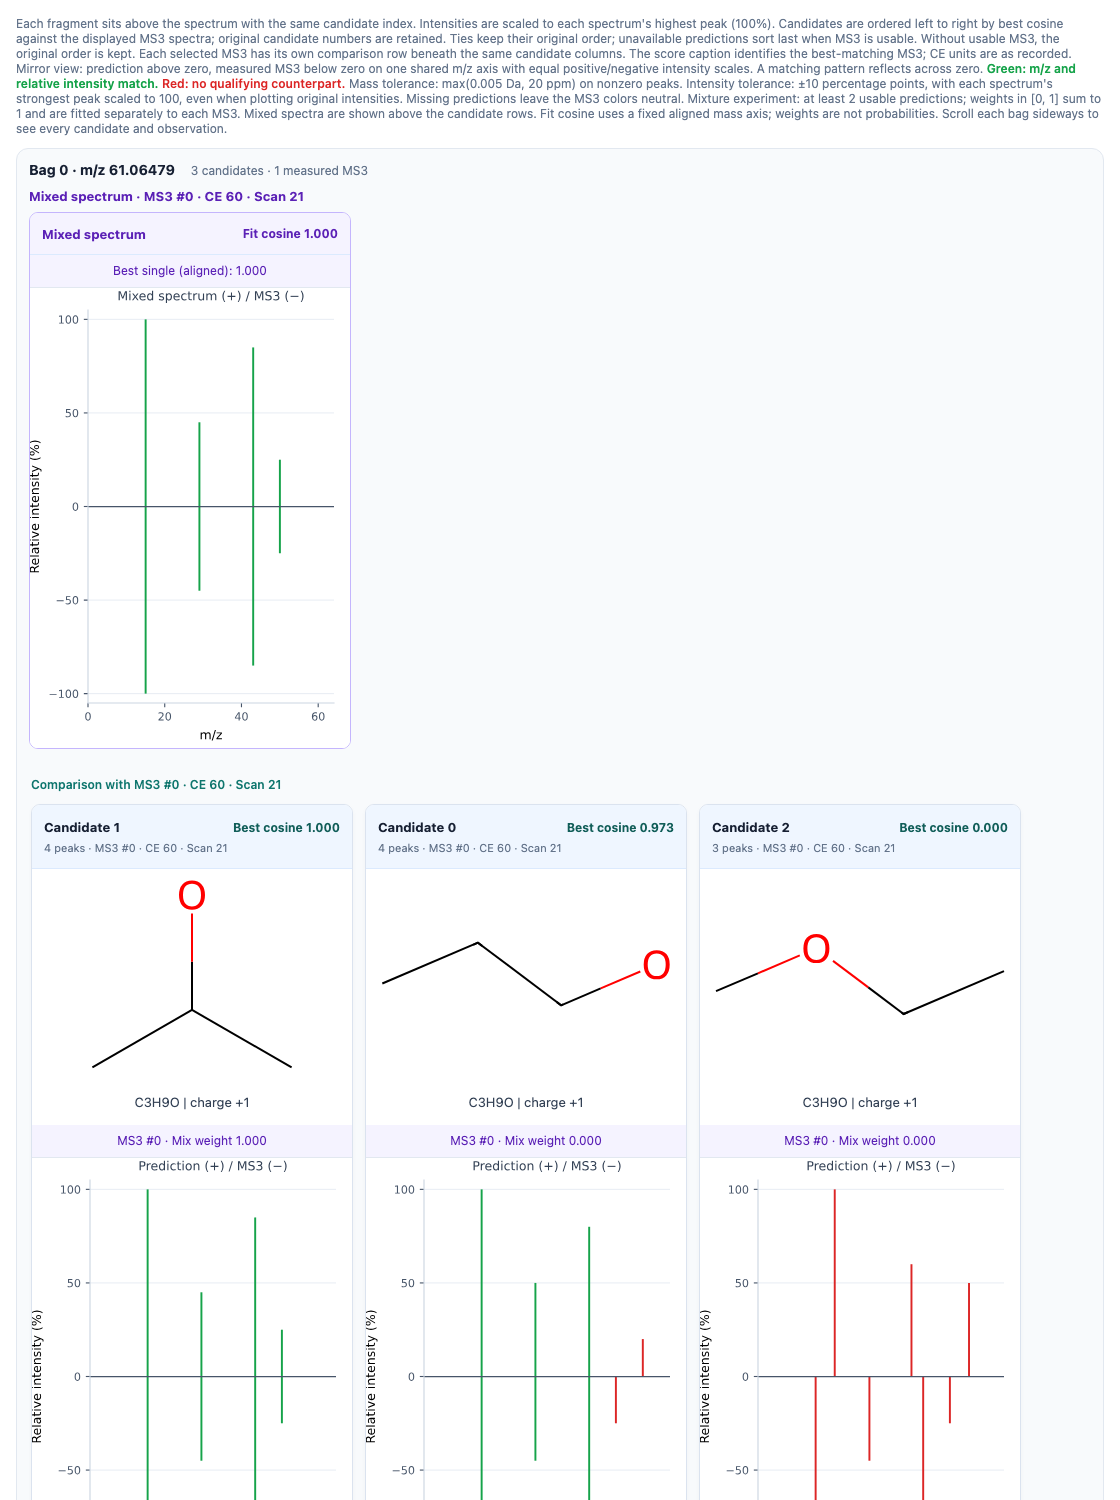 Each fragment sits above the spectrum with the same candidate index. Intensities are scaled to each spectrum's highest peak (100%). Candidates are ordered left to right by best cosine
against the displayed MS3 spectra; original candidate numbers are retained. Ties keep their original order; unavailable predictions sort last when MS3 is usable. Without usable MS3, the
original order is kept. Each selected MS3 has its own comparison row beneath the same candidate columns. The score caption identifies the best-matching MS3; CE units are as recorded.
Mirror view: prediction above zero, measured MS3 below zero on one shared m/z axis with equal positive/negative intensity scales. A matching pattern reflects across zero. Green: m/z and
relative intensity match. Red: no qualifying counterpart. Mass tolerance: max(0.005 Da, 20 ppm) on nonzero peaks. Intensity tolerance: ±10 percentage points, with each spectrum's
strongest peak scaled to 100, even when plotting original intensities. Missing predictions leave the MS3 colors neutral. Mixture experiment: at least 2 usable predictions; weights in [0, 1] sum to
1 and are fitted separately to each MS3. Mixed spectra are shown above the candidate rows. Fit cosine uses a fixed aligned mass axis; weights are not probabilities. Scroll each bag sideways to
see every candidate and observation.
Bag 0 · m/z 61.06479 3 candidates · 1 measured MS3
Mixed spectrum · MS3 #0 · CE 60 · Scan 21
Mixed spectrum Fit cosine 1.000
Best single (aligned): 1.000
Mixed spectrum (+) / MS3 (−)
100
50
0
−50
−100
Relative intensity (%)
0 20 40 60
m/z
Comparison with MS3 #0 · CE 60 · Scan 21
Candidate 1 Best cosine 1.000
4 peaks · MS3 #0 · CE 60 · Scan 21
O
C3H9O | charge +1
MS3 #0 · Mix weight 1.000
Prediction (+) / MS3 (−)
100
50
0
−50
Relative intensity (%)
Candidate 0 Best cosine 0.973
4 peaks · MS3 #0 · CE 60 · Scan 21
O
C3H9O | charge +1
MS3 #0 · Mix weight 0.000
Prediction (+) / MS3 (−)
100
50
0
−50
Relative intensity (%)
Candidate 2 Best cosine 0.000
3 peaks · MS3 #0 · CE 60 · Scan 21
O
C3H9O | charge +1
MS3 #0 · Mix weight 0.000
Prediction (+) / MS3 (−)
100
50
0
−50
Relative intensity (%)